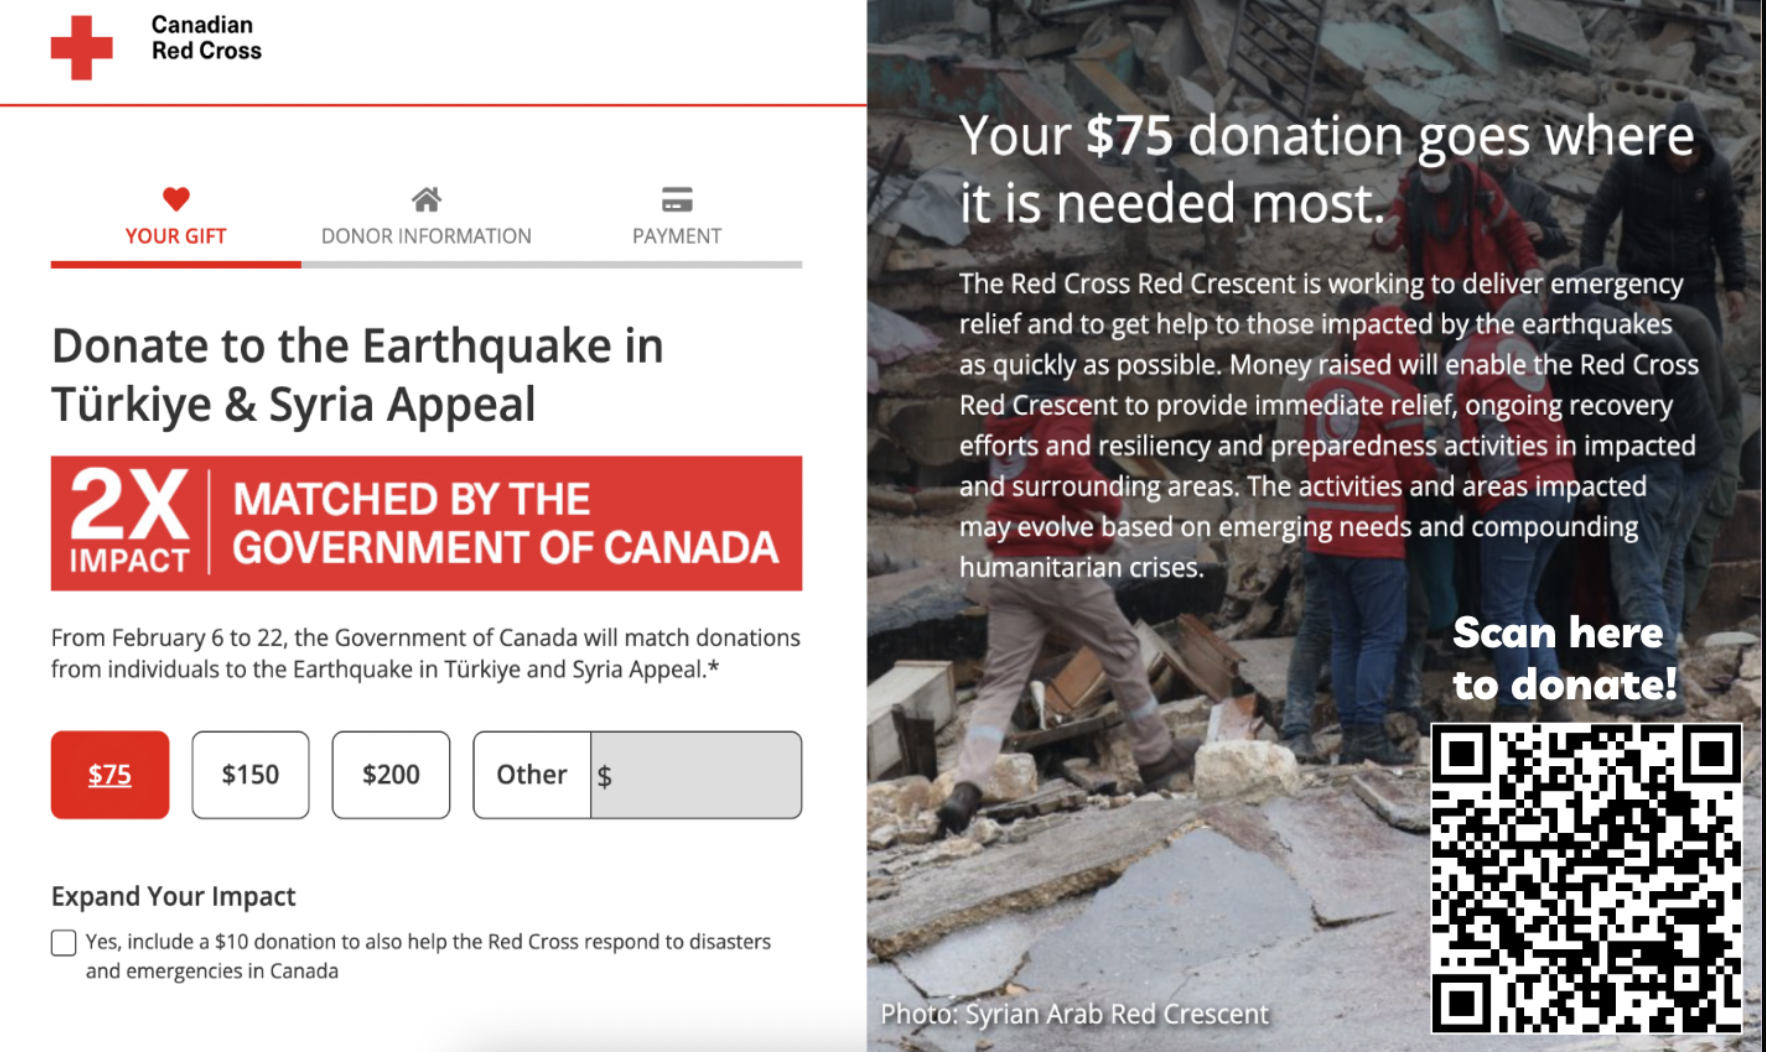 Canadian
Red Cross
YOUR GIFT
DONOR INFORMATION
PAYMENT
Donate to the Earthquake in
Türkiye & Syria Appeal
2X
IMPACT
MATCHED BY THE
GOVERNMENT OF CANADA
From February 6 to 22, the Government of Canada will match donations
from individuals to the Earthquake in Türkiye and Syria Appeal.*
$75
$150
$200
Other
$
Expand Your Impact
Yes, include a $10 donation to also help the Red Cross respond to disasters
and emergencies in Canada
Your $75 donation goes where
it is needed most.
The Red Cross Red Crescent is working to deliver emergency
relief and to get help to those impacted by the earthquakes
as quickly as possible. Money raised will enable the Red Cross
Red Crescent to provide immediate relief, ongoing recovery
efforts and resiliency and preparedness activities in impacted
and surrounding areas. The activities and areas impacted
may evolve based on emerging needs and compounding
humanitarian crises.
Scan here
to donate!
Photo: Syrian Arab Red Crescent